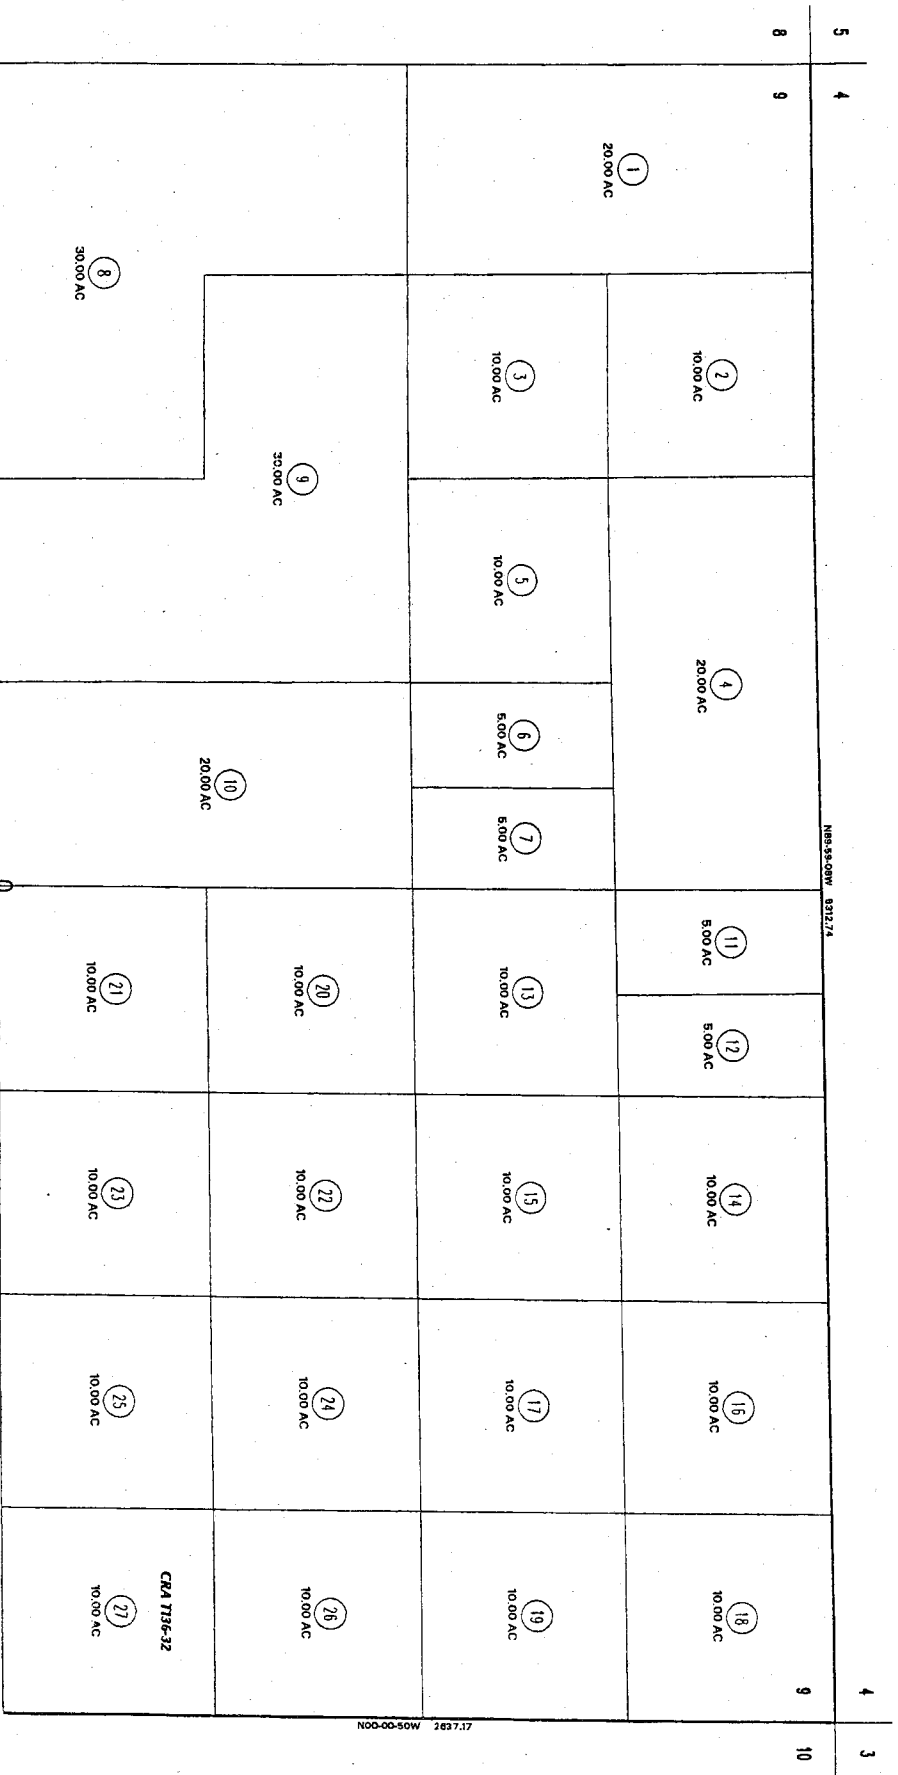 5 4
4 3
N89-59-08W 5312.74
8 9
9 10
1
20.00 AC
2
10.00 AC
4
20.00 AC
11
5.00 AC
12
5.00 AC
14
10.00 AC
16
10.00 AC
18
10.00 AC
3
10.00 AC
5
10.00 AC
6
5.00 AC
7
5.00 AC
13
10.00 AC
15
10.00 AC
17
10.00 AC
19
10.00 AC
N00-00-50W 2637.17
9
30.00 AC
10
20.00 AC
20
10.00 AC
22
10.00 AC
24
10.00 AC
26
10.00 AC
8
30.00 AC
21
10.00 AC
23
10.00 AC
25
10.00 AC
CRA T136-32
27
10.00 AC